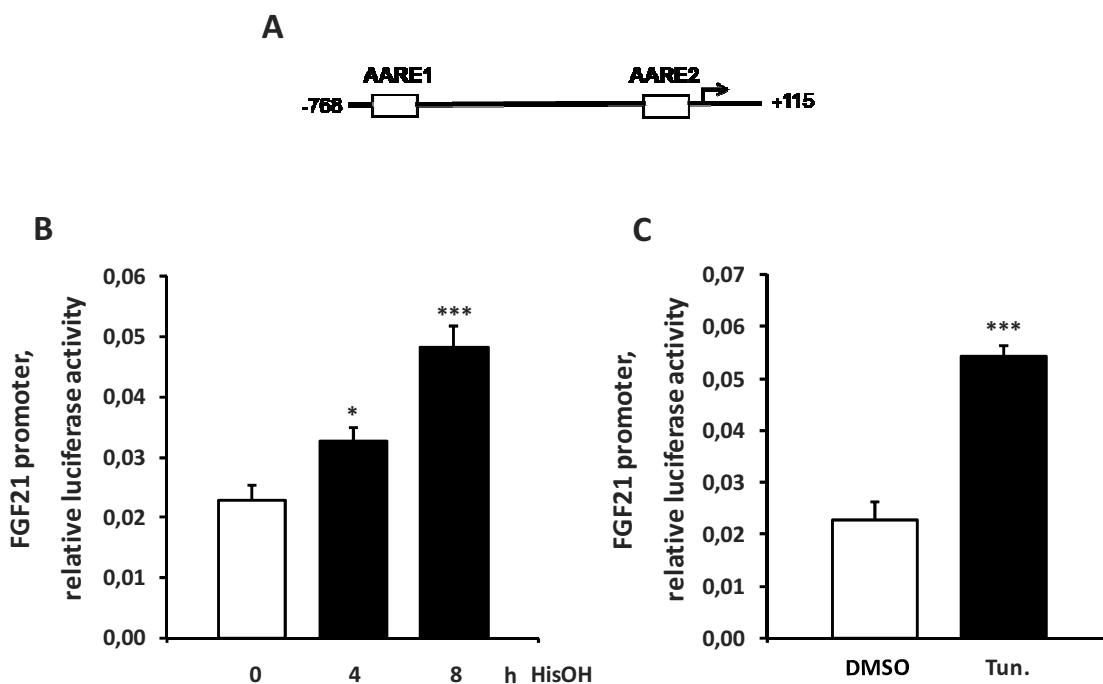 A
AARE1 AARE2
-768 +115
B
FGF21 promoter,
relative luciferase activity
0,06
0,05
0,04
0,03
0,02
0,01
0,00
*
***
0 4 8 h HisOH
C
FGF21 promoter,
relative luciferase activity
0,07
0,06
0,05
0,04
0,03
0,02
0,01
0,00
***
DMSO Tun.